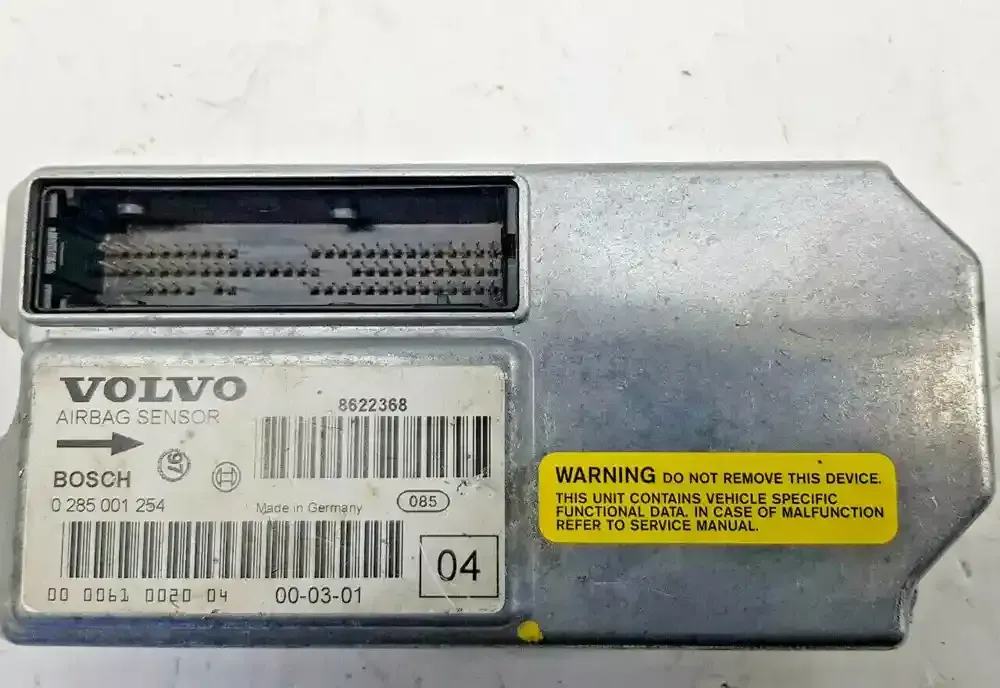 VOLVO
AIRBAG SENSOR
8622368
97
BOSCH
0 285 001 254
Made in Germany
085
04
00 0061 0020 04
00-03-01
WARNING DO NOT REMOVE THIS DEVICE.
THIS UNIT CONTAINS VEHICLE SPECIFIC
FUNCTIONAL DATA. IN CASE OF MALFUNCTION
REFER TO SERVICE MANUAL.